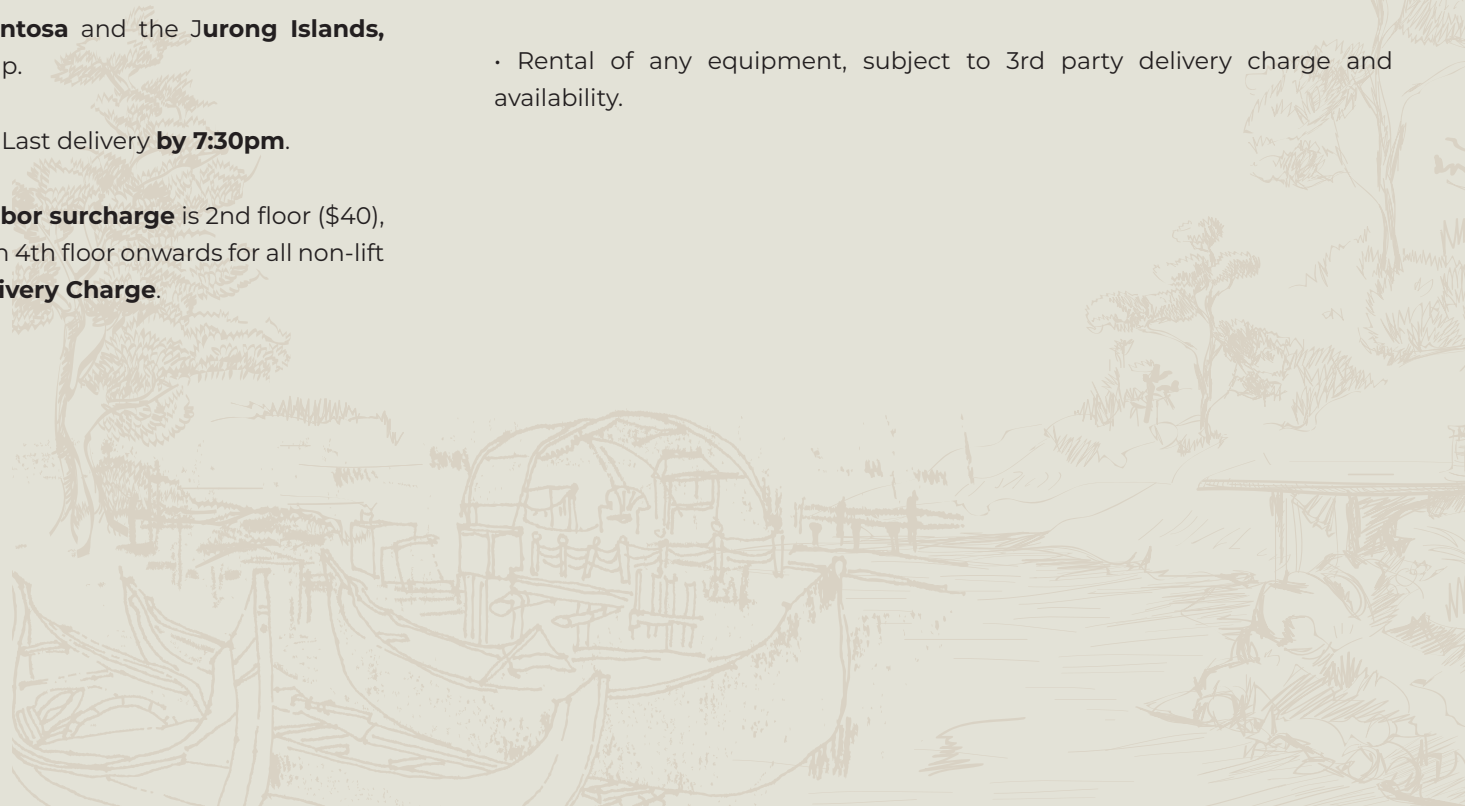 ntosa and the Jurong Islands,
p.
Last delivery by 7:30pm.
bor surcharge is 2nd floor ($40),
n 4th floor onwards for all non-lift
ivery Charge.
· Rental of any equipment, subject to 3rd party delivery charge and
availability.